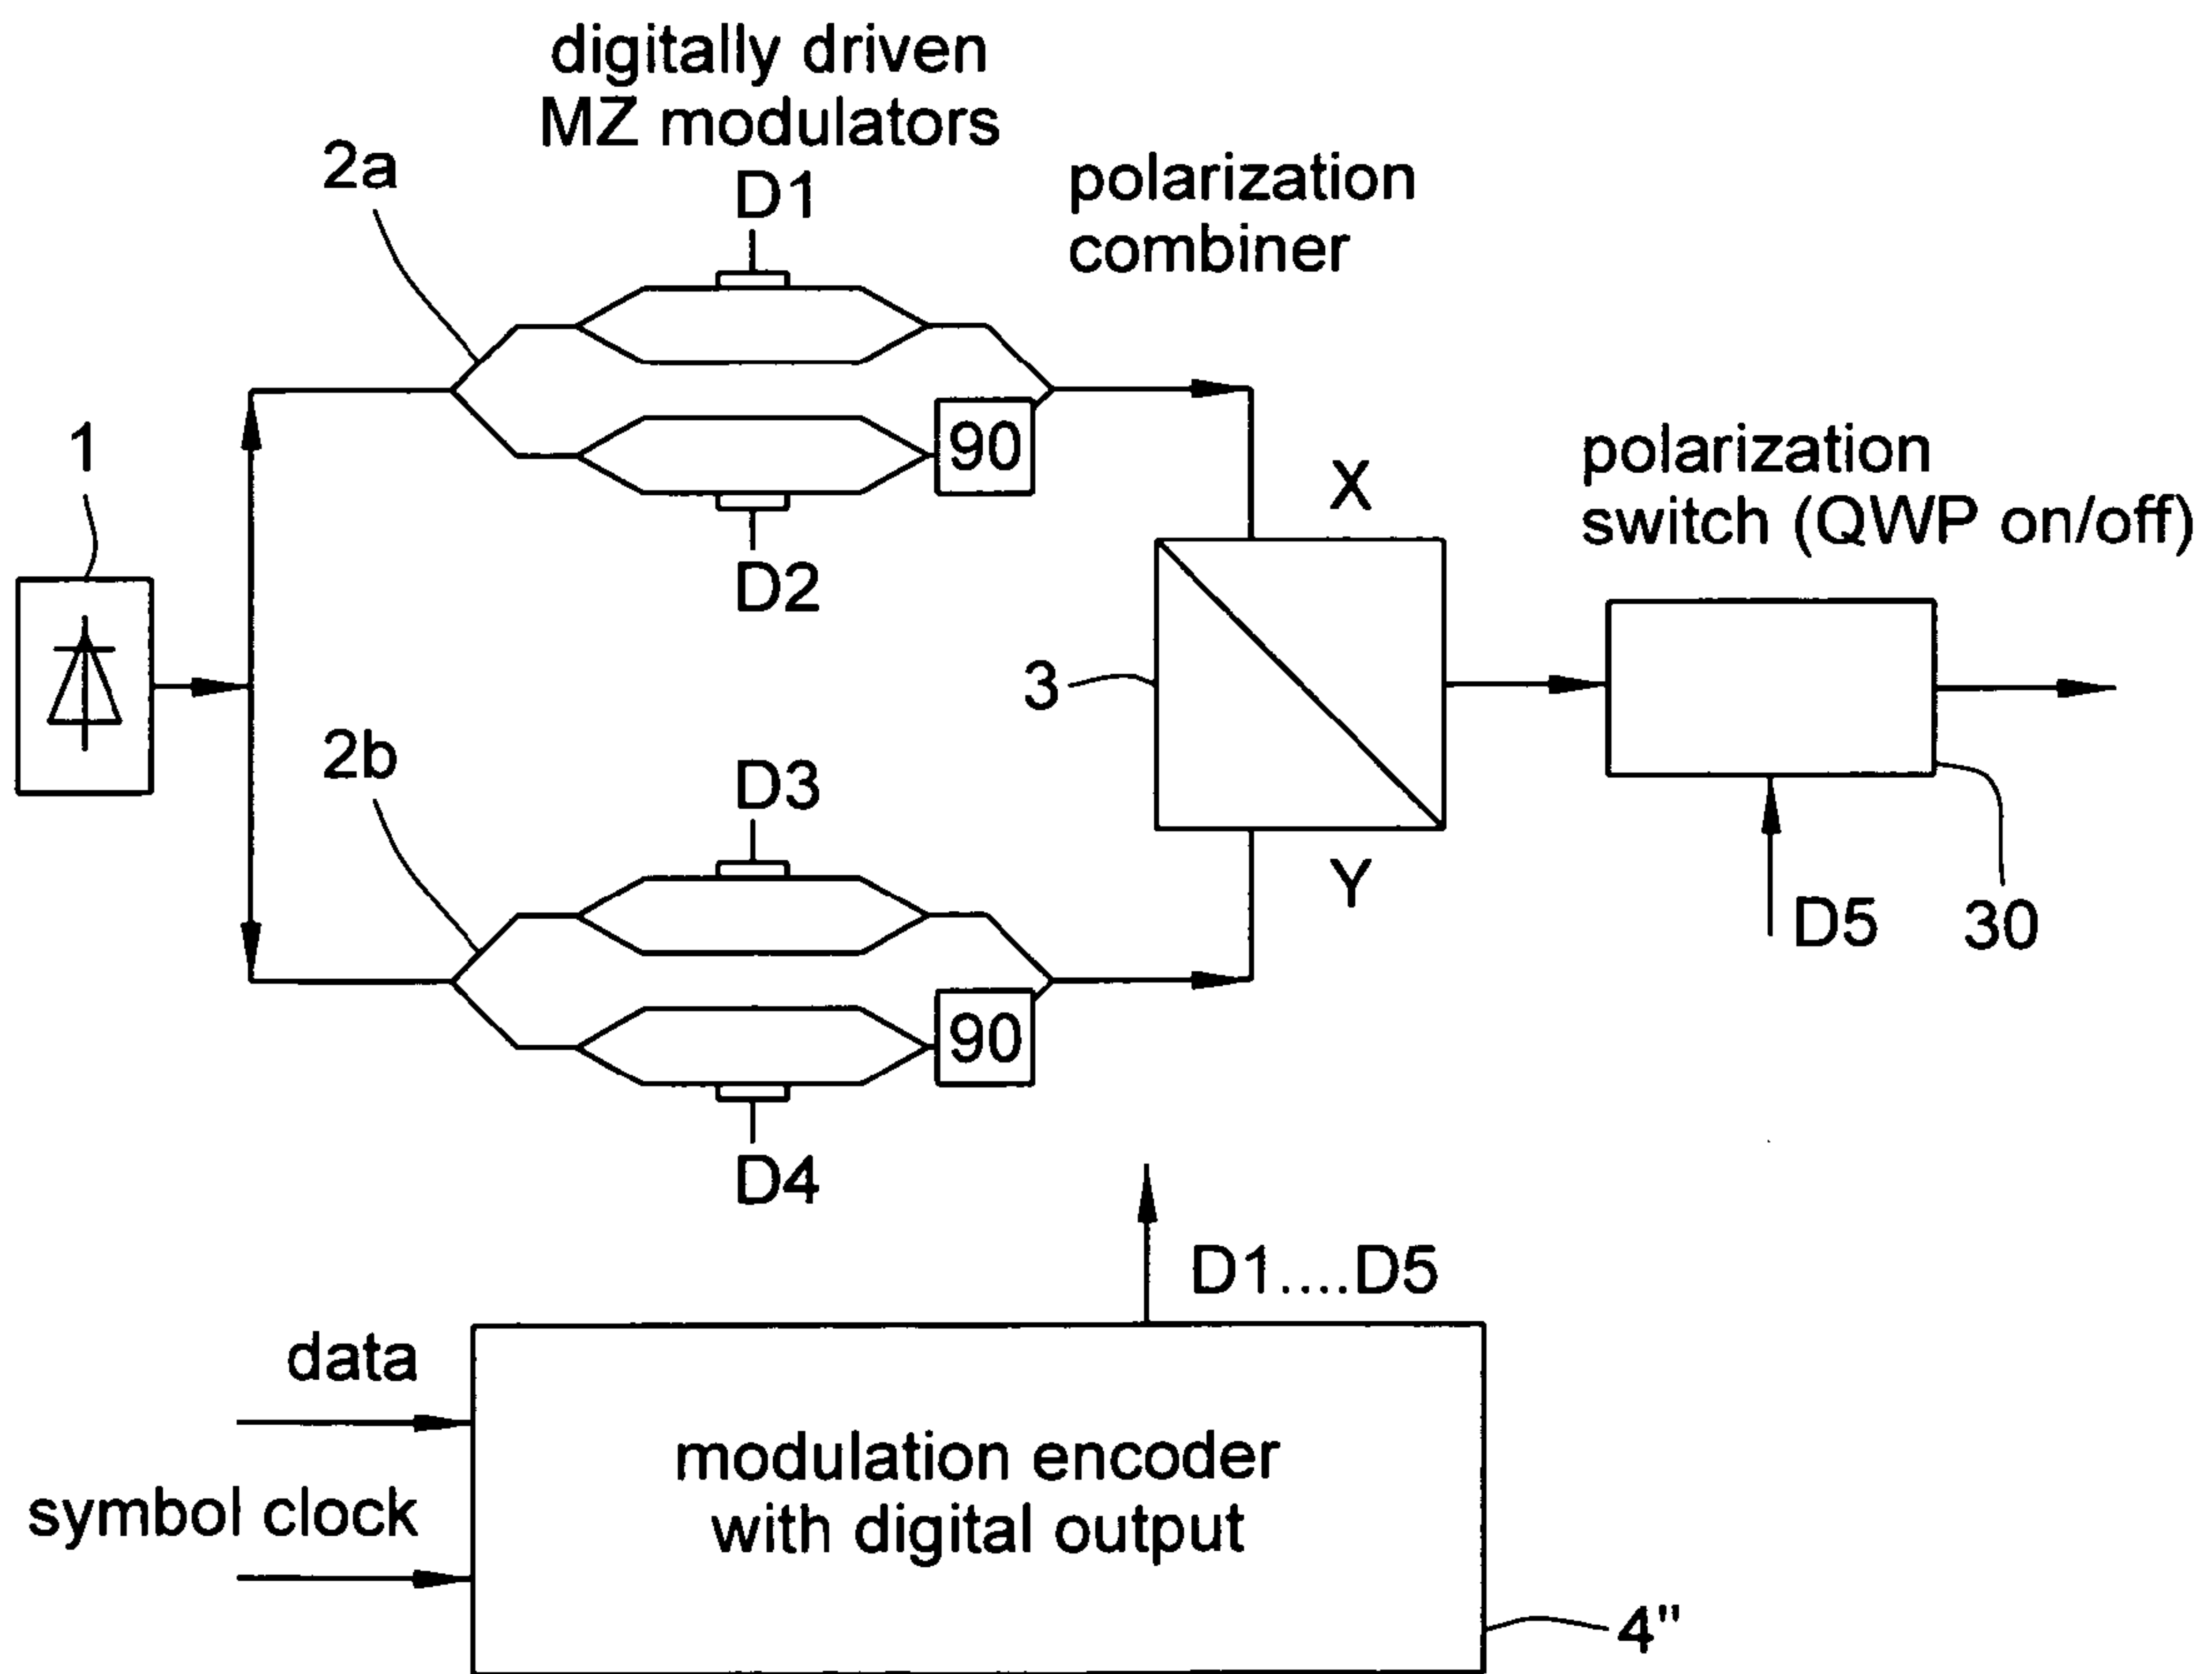 digitally driven
MZ modulators
2a
D1
polarization
combiner
1
90
X
polarization
switch (QWP on/off)
D2
3
2b
D3
Y
D5
30
90
D4
D1....D5
data
symbol clock
modulation encoder
with digital output
4"